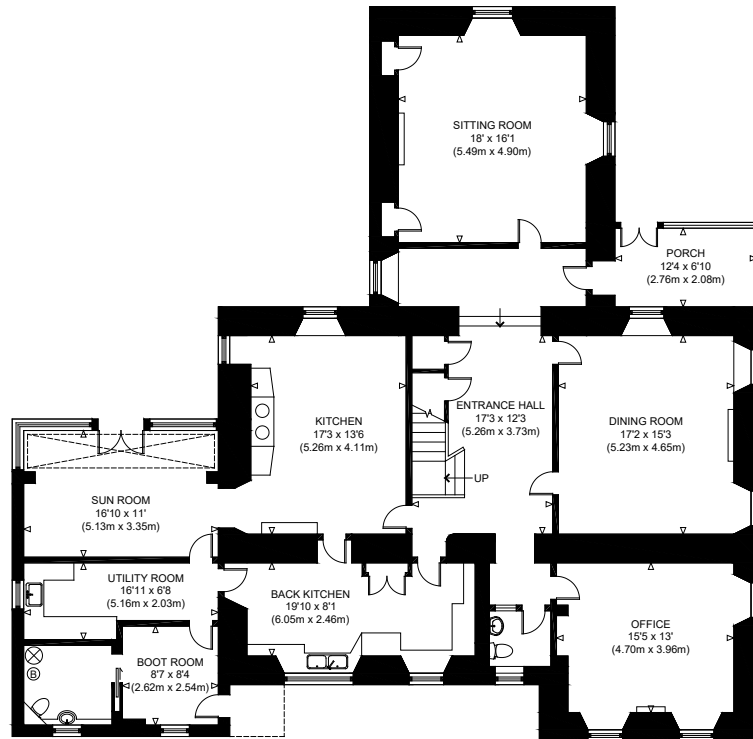 SITTING ROOM
18' x 16'1
(5.49m x 4.90m)
PORCH
12'4 x 6'10
(2.76m x 2.08m)
KITCHEN
17'3 x 13'6
(5.26m x 4.11m)
ENTRANCE HALL
17'3 x 12'3
(5.26m x 3.73m)
UP
DINING ROOM
17'2 x 15'3
(5.23m x 4.65m)
SUN ROOM
16'10 x 11'
(5.13m x 3.35m)
UTILITY ROOM
16'11 x 6'8
(5.16m x 2.03m)
BACK KITCHEN
19'10 x 8'1
(6.05m x 2.46m)
OFFICE
15'5 x 13'
(4.70m x 3.96m)
BOOT ROOM
8'7 x 8'4
(2.62m x 2.54m)
B